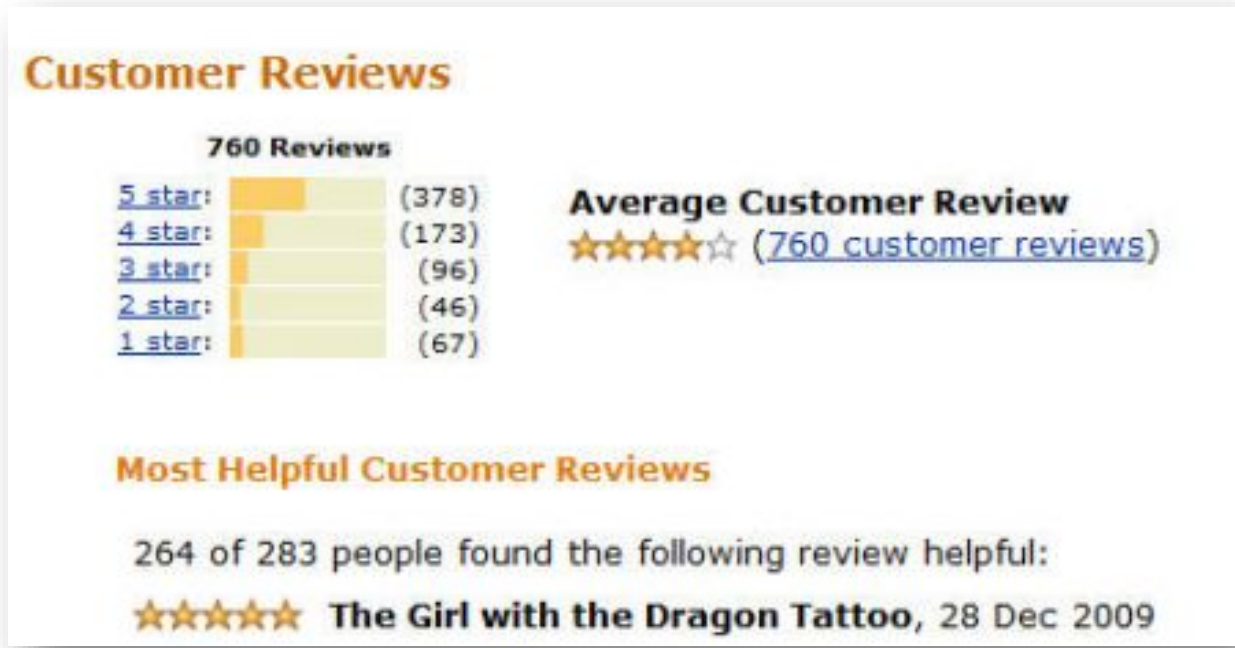 Customer Reviews
760 Reviews
5 star: (378)
4 star: (173)
3 star: (96)
2 star: (46)
1 star: (67)
Average Customer Review
(760 customer reviews)
Most Helpful Customer Reviews
264 of 283 people found the following review helpful:
The Girl with the Dragon Tattoo, 28 Dec 2009